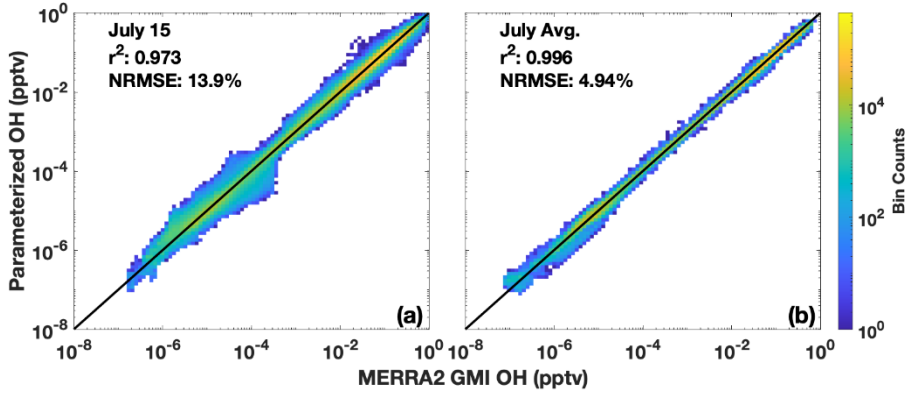 Parameterized OH (pptv)
10⁰
10⁻²
10⁻⁴
10⁻⁶
10⁻⁸
July 15
r²: 0.973
NRMSE: 13.9%
(a)
10⁻⁸ 10⁻⁶ 10⁻⁴ 10⁻² 10⁰
July Avg.
r²: 0.996
NRMSE: 4.94%
(b)
10⁻⁸ 10⁻⁶ 10⁻⁴ 10⁻² 10⁰
MERRA2 GMI OH (pptv)
10⁴
10²
10⁰
Bin Counts